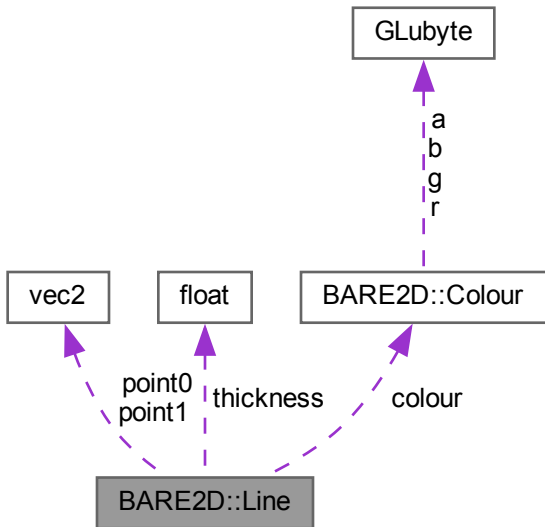 GLubyte
a
b
g
r
vec2
float
BARE2D::Colour
point0
point1
thickness
colour
BARE2D::Line